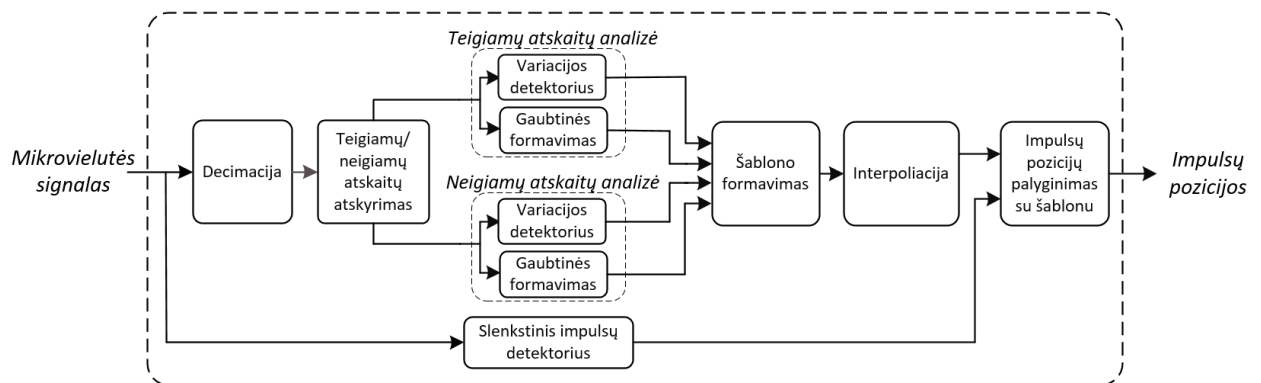 Teigiamų atskaitų analizė
Variacijos
detektorius
Gaubtinės
formavimas
Mikrovielutės
signalas
Decimacija
Teigiamų/
neigiamų
atskaitų
atskyrimas
Neigiamų atskaitų analizė
Variacijos
detektorius
Gaubtinės
formavimas
Šablono
formavimas
Interpoliacija
Impulsų
pozicijų
palyginimas
su šablonu
Impulsų
pozicijos
Slenkstinis impulsų
detektorius